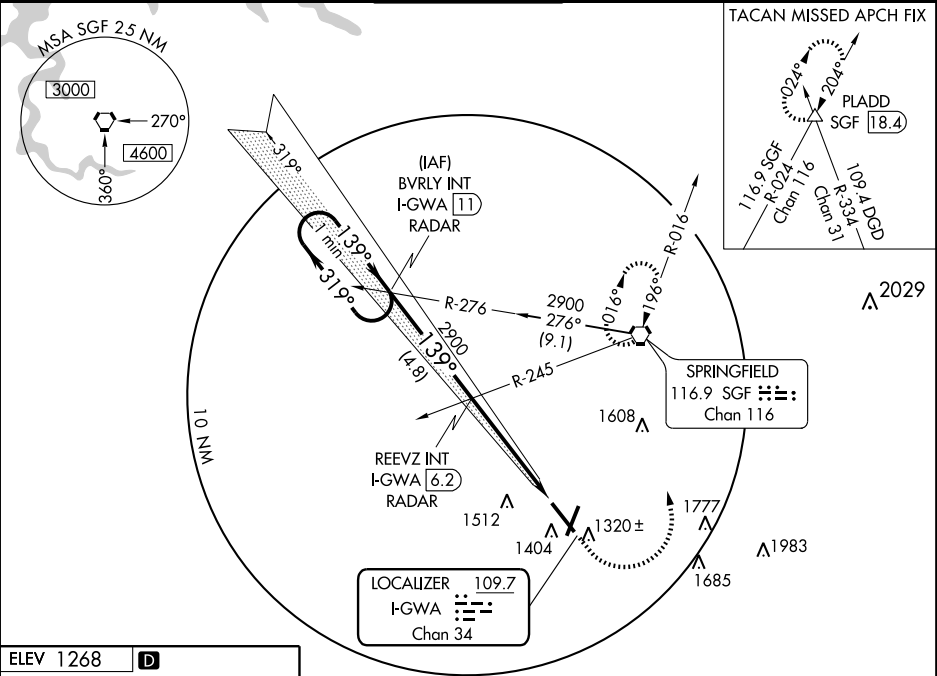 MSA SGF 25 NM
3000
270°
4600
360°
TACAN MISSED APCH FIX
024°
204°
PLADD
SGF 18.4
116.9 SGF
R-024
Chan 116
109.4 DGD
R-334
Chan 31
2029
319°
(IAF)
BVRLY INT
I-GWA 11
RADAR
1 min
139°
319°
R-276
2900
276°
(9.1)
R-016
016°
196°
2900
139°
(4.8)
R-245
SPRINGFIELD
116.9 SGF
Chan 116
1608
10 NM
REEVZ INT
I-GWA 6.2
RADAR
1512
1404
1320 ±
1777
1983
1685
LOCALIZER 109.7
I-GWA
Chan 34
ELEV 1268 D